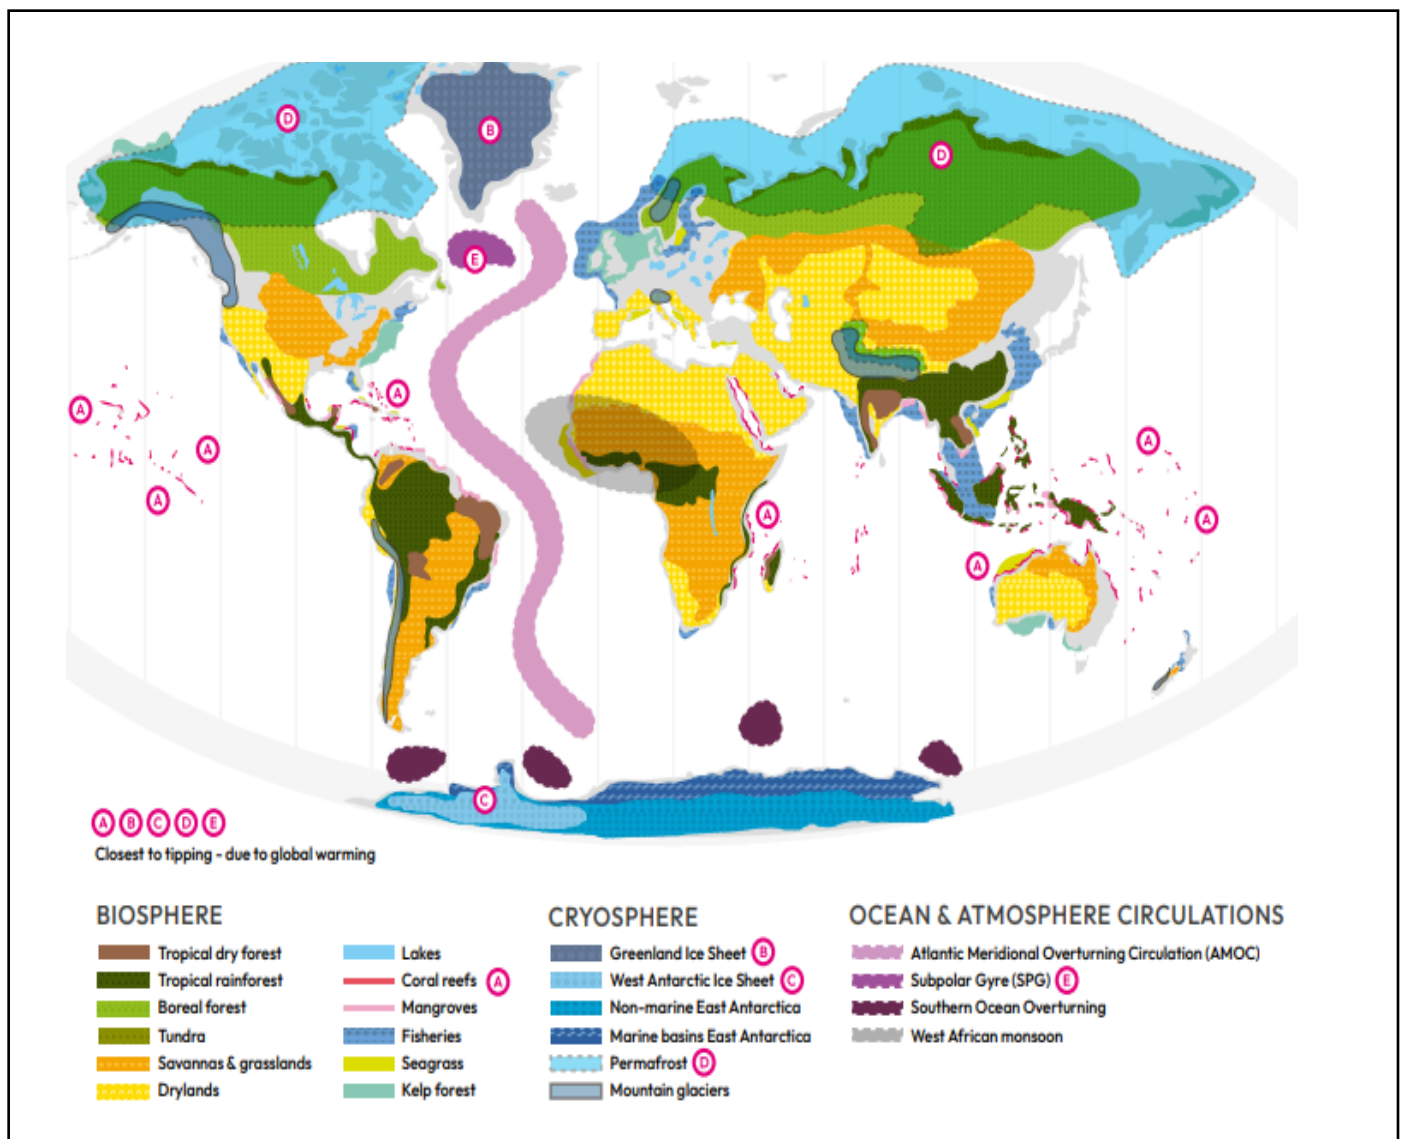 D
B
D
E
A
A
A
A
A
A
A
A
C
A B C D E
Closest to tipping - due to global warming
BIOSPHERE
Tropical dry forest
Tropical rainforest
Boreal forest
Tundra
Savannas & grasslands
Drylands
Lakes
Coral reefs A
Mangroves
Fisheries
Seagrass
Kelp forest
CRYOSPHERE
Greenland Ice Sheet B
West Antarctic Ice Sheet C
Non-marine East Antarctica
Marine basins East Antarctica
Permafrost D
Mountain glaciers
OCEAN & ATMOSPHERE CIRCULATIONS
Atlantic Meridional Overturning Circulation (AMOC)
Subpolar Gyre (SPG) E
Southern Ocean Overturning
West African monsoon